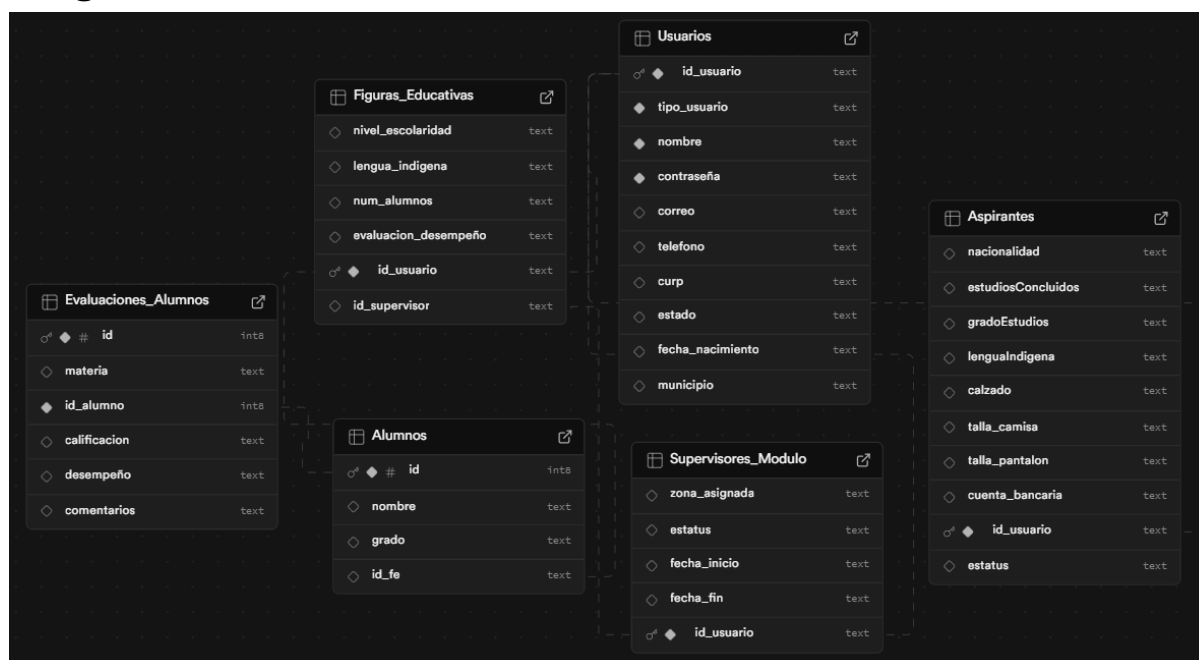 Usuarios
id_usuario text
tipo_usuario text
nombre text
contraseña text
correo text
telefono text
curp text
estado text
fecha_nacimiento text
municipio text
Figuras_Educativas
nivel_escolaridad text
lengua_indigena text
num_alumnos text
evaluacion_desempeño text
id_usuario text
id_supervisor text
Aspirantes
nacionalidad text
estudiosConcluidos text
gradoEstudios text
lenguaIndigena text
calzado text
talla_camisa text
talla_pantalon text
cuenta_bancaria text
id_usuario text
estatus text
Evaluaciones_Alumnos
# id int8
materia text
id_alumno int8
calificacion text
desempeño text
comentarios text
Alumnos
# id int8
nombre text
grado text
id_fe text
Supervisores_Modulo
zona_asignada text
estatus text
fecha_inicio text
fecha_fin text
id_usuario text